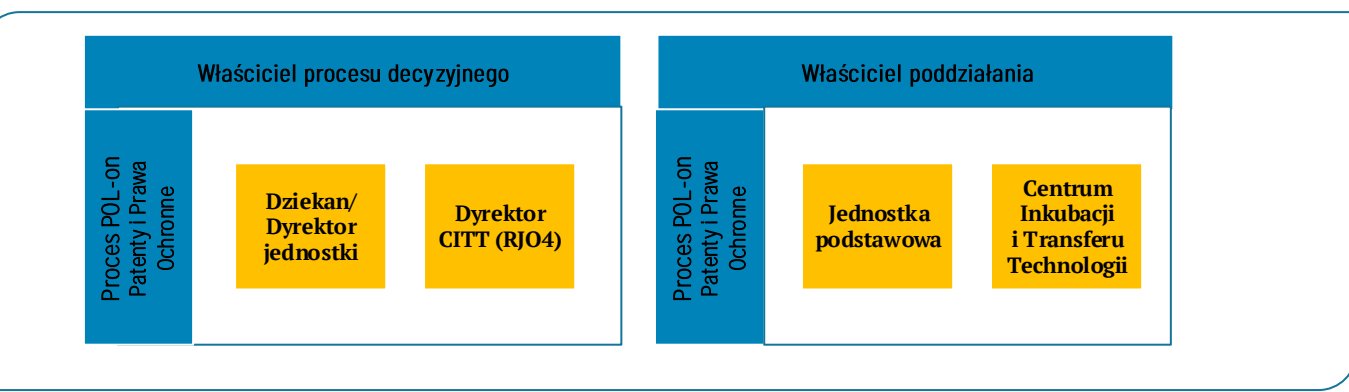 Właściciel procesu decyzyjnego
Proces POL-on
Patenty i Prawa
Ochronne
Dziekan/
Dyrektor
jednostki
Dyrektor
CITT (RJO4)
Właściciel poddziałania
Proces POL-on
Patenty i Prawa
Ochronne
Jednostka
podstawowa
Centrum
Inkubacji
i Transferu
Technologii